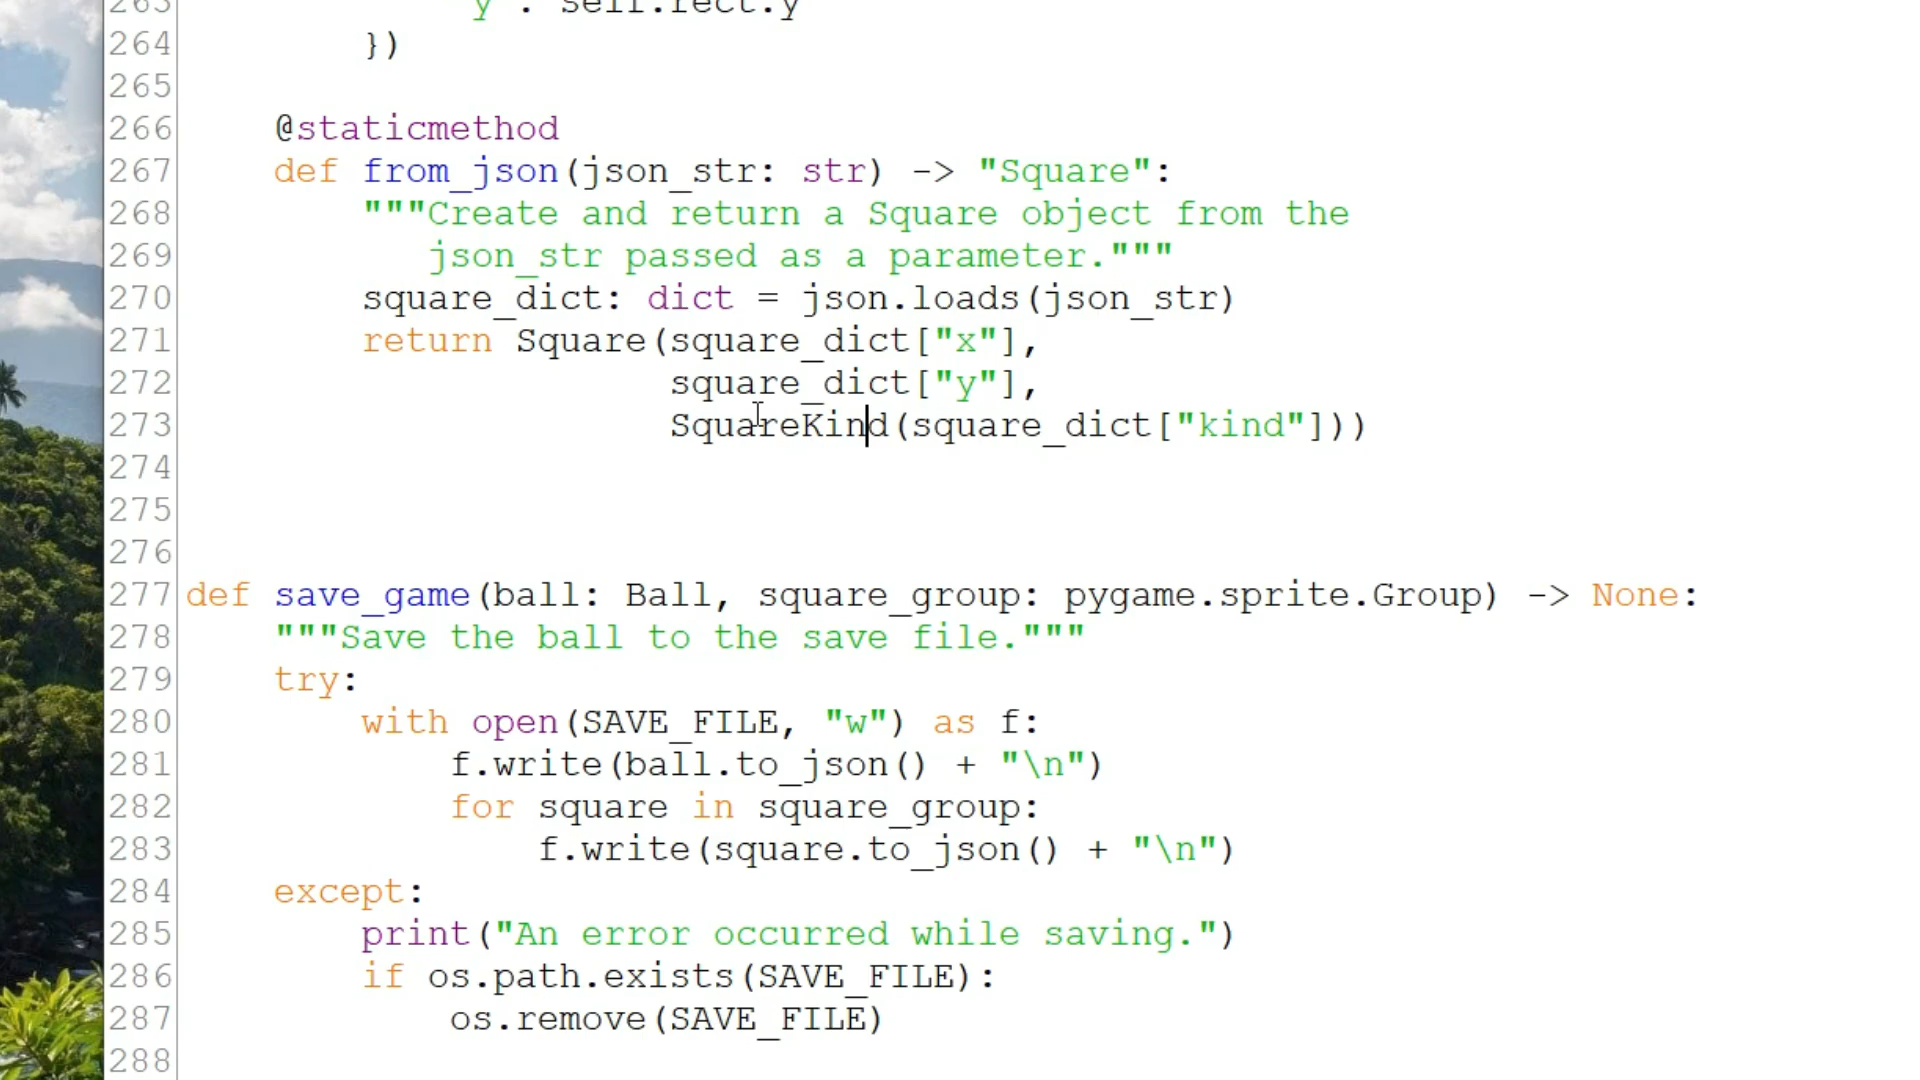 263 "y": self.rect.y
264 })
265
266 @staticmethod
267 def from_json(json_str: str) -> "Square":
268 """Create and return a Square object from the
269 json_str passed as a parameter."""
270 square_dict: dict = json.loads(json_str)
271 return Square(square_dict["x"],
272 square_dict["y"],
273 SquareKind(square_dict["kind"]))
274
275
276
277 def save_game(ball: Ball, square_group: pygame.sprite.Group) -> None:
278 """Save the ball to the save file."""
279 try:
280 with open(SAVE_FILE, "w") as f:
281 f.write(ball.to_json() + "\n")
282 for square in square_group:
283 f.write(square.to_json() + "\n")
284 except:
285 print("An error occurred while saving.")
286 if os.path.exists(SAVE_FILE):
287 os.remove(SAVE_FILE)
288